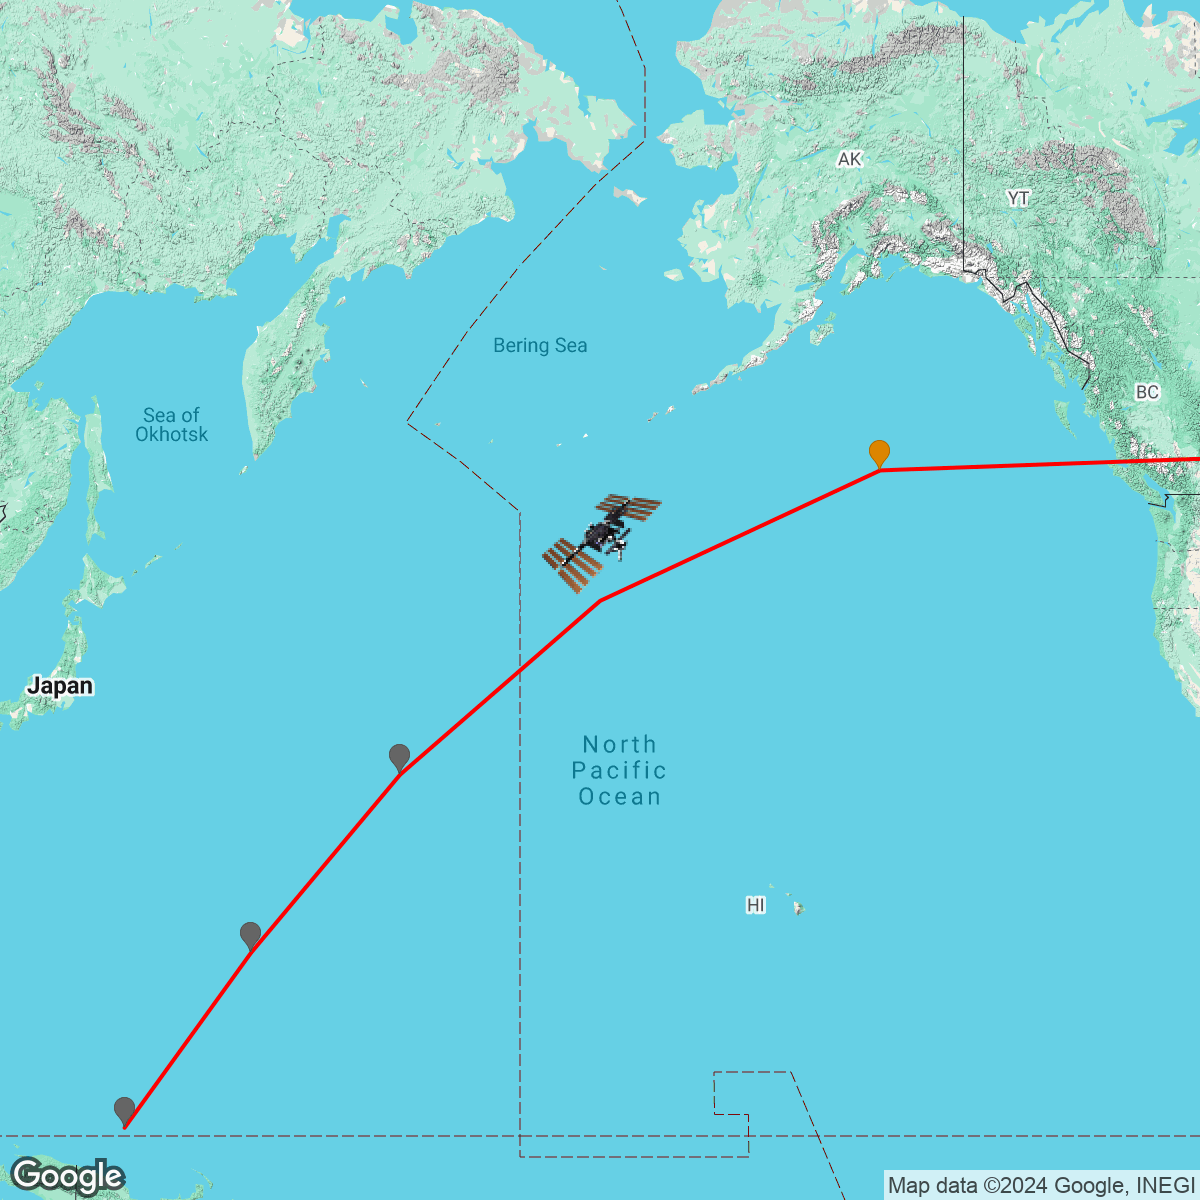 AK
YT
Bering Sea
BC
Sea of
Okhotsk
Japan
North
Pacific
Ocean
HI
Google
Map data ©2024 Google, INEGI